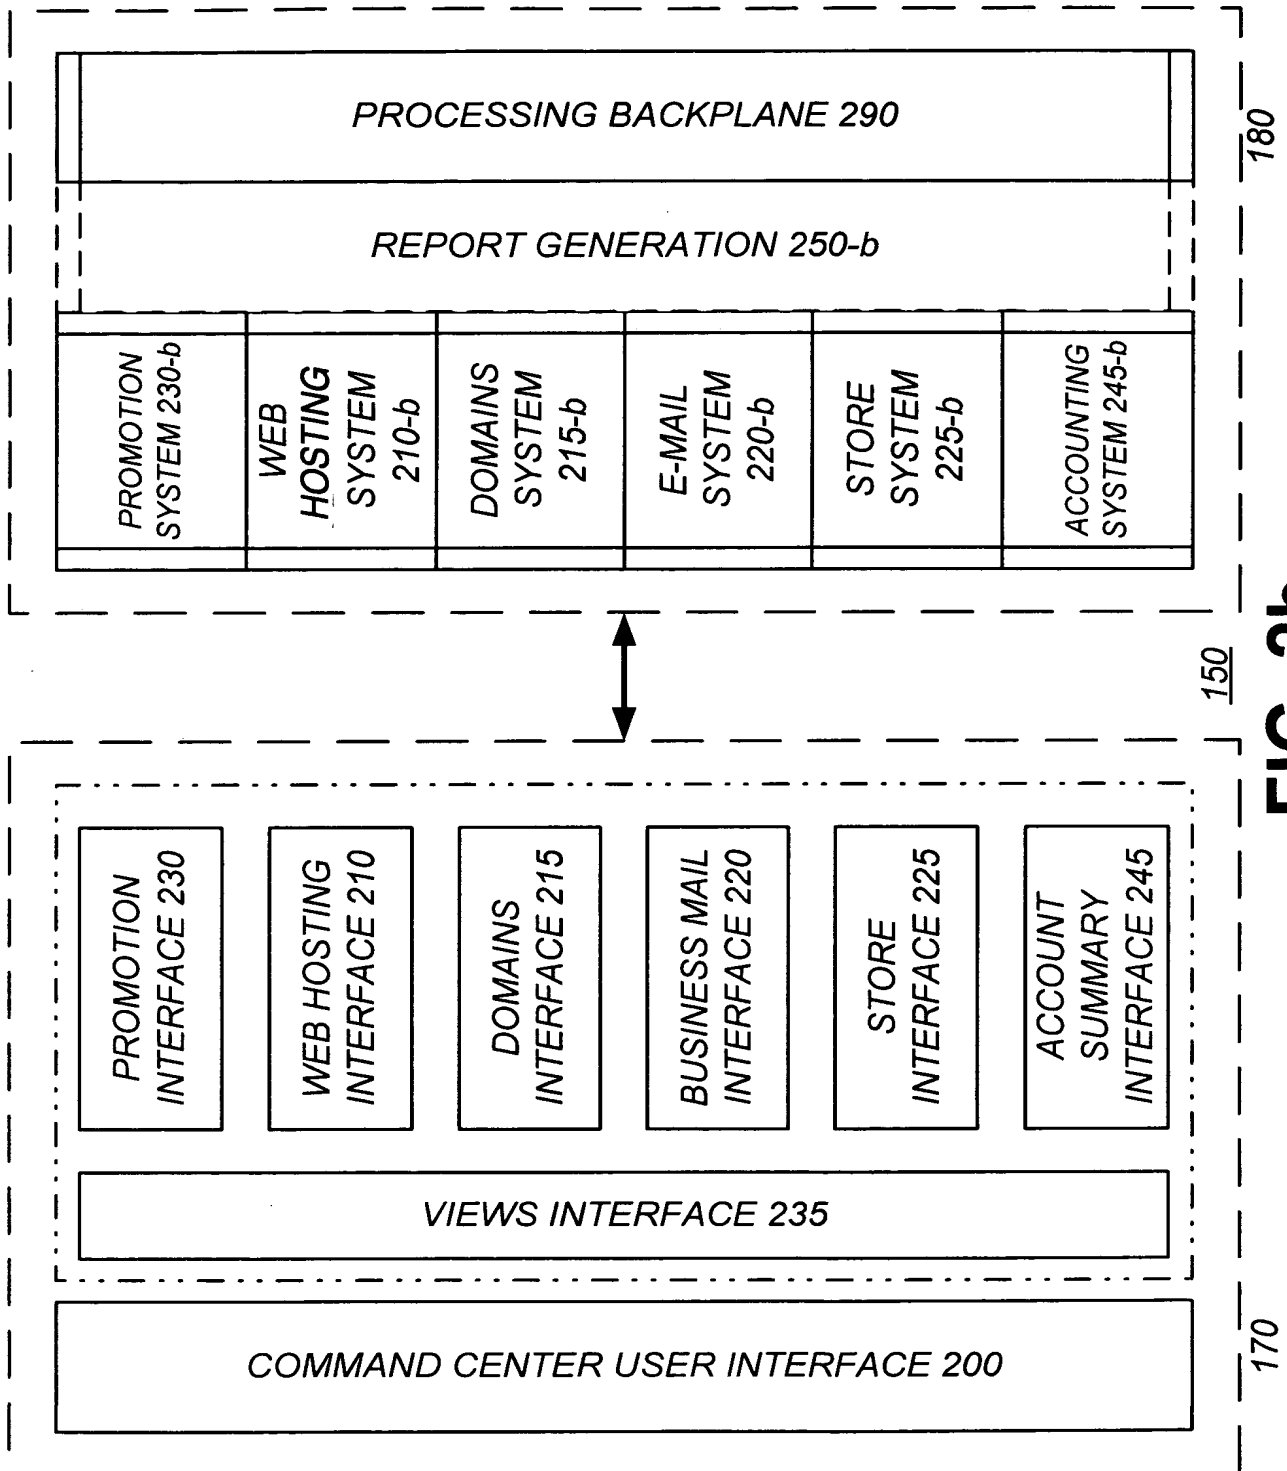 PROCESSING BACKPLANE 290
REPORT GENERATION 250-b
PROMOTION
SYSTEM 230-b
WEB
HOSTING
SYSTEM
210-b
DOMAINS
SYSTEM
215-b
E-MAIL
SYSTEM
220-b
STORE
SYSTEM
225-b
ACCOUNTING
SYSTEM 245-b
180
150
PROMOTION
INTERFACE 230
WEB HOSTING
INTERFACE 210
DOMAINS
INTERFACE 215
BUSINESS MAIL
INTERFACE 220
STORE
INTERFACE 225
ACCOUNT
SUMMARY
INTERFACE 245
VIEWS INTERFACE 235
COMMAND CENTER USER INTERFACE 200
170
FIG. 2b